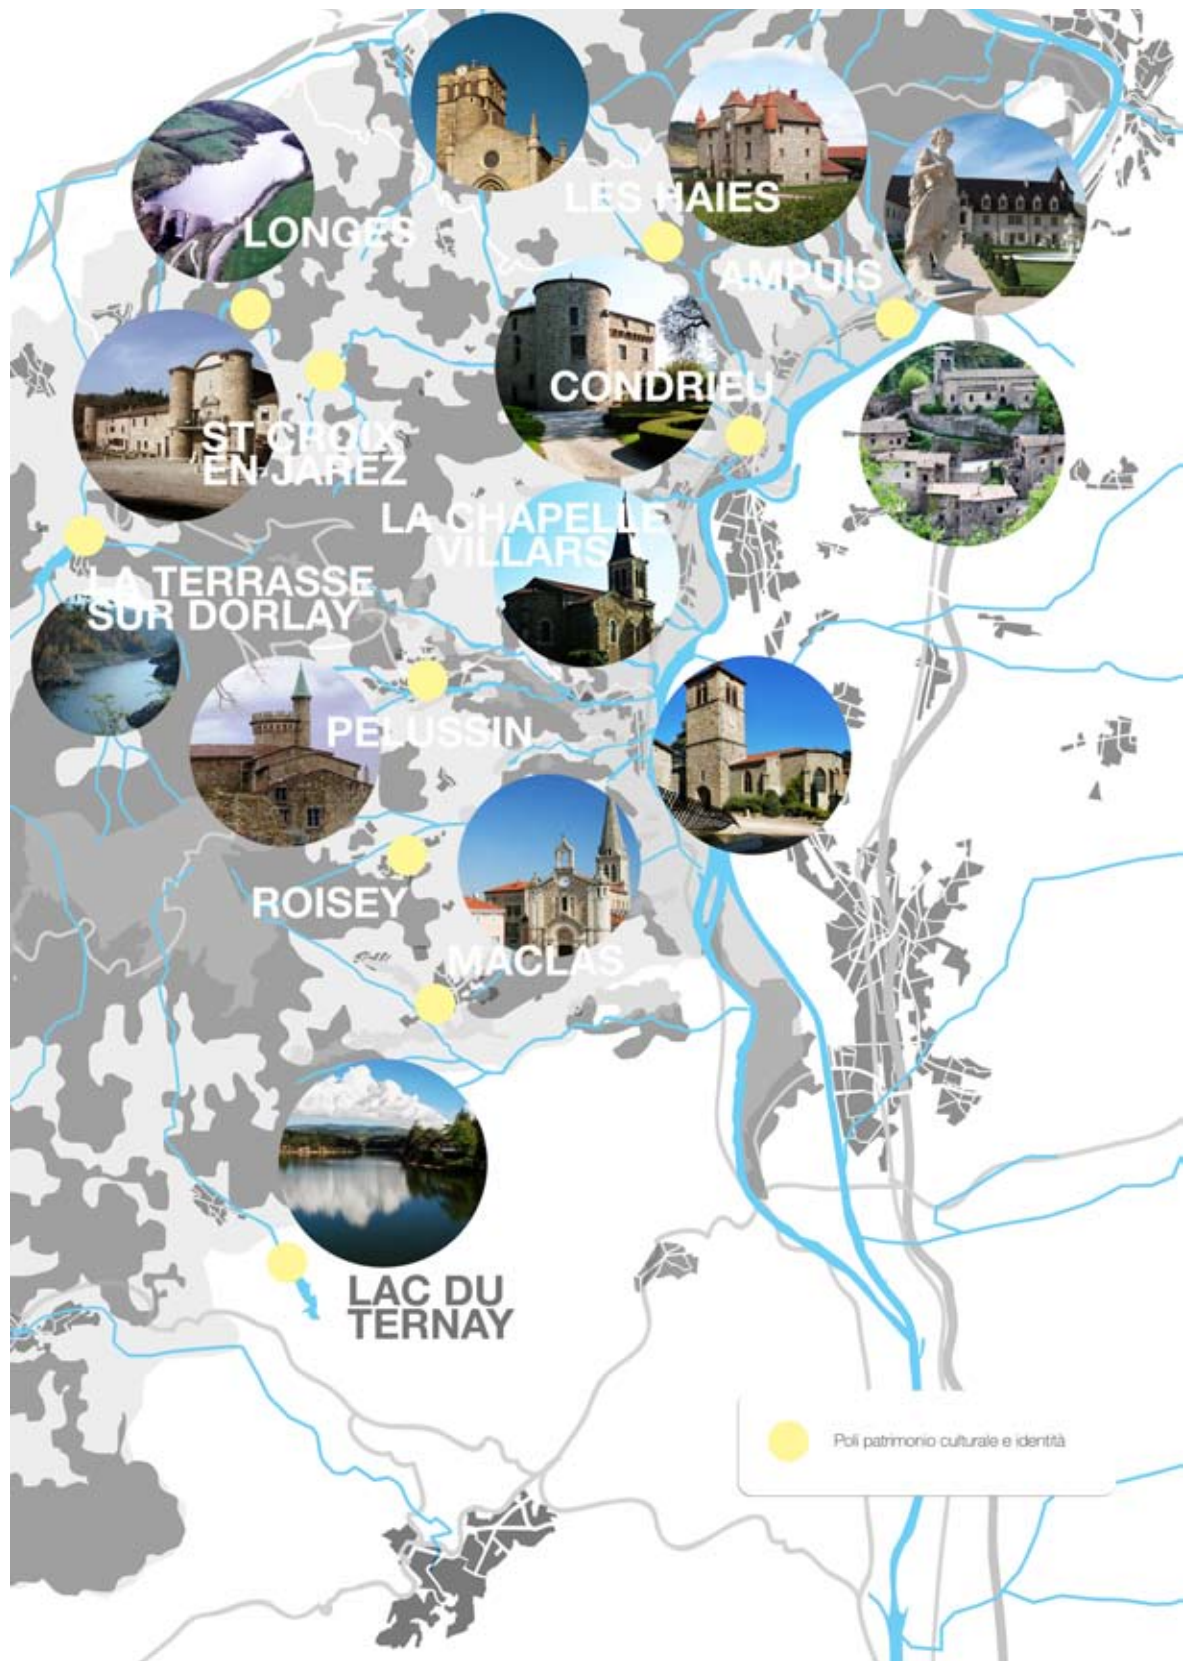 LES HAIES
LONGES
AMPUIS
CONDRIEU
ST CROIX
EN JAREZ
LA CHAPELLE
VILLARS
LA TERRASSE
SUR DORLAY
PELUSSIN
ROISEY
MACLAS
LAC DU
TERNAY
Poli patrimonio culturale e identità